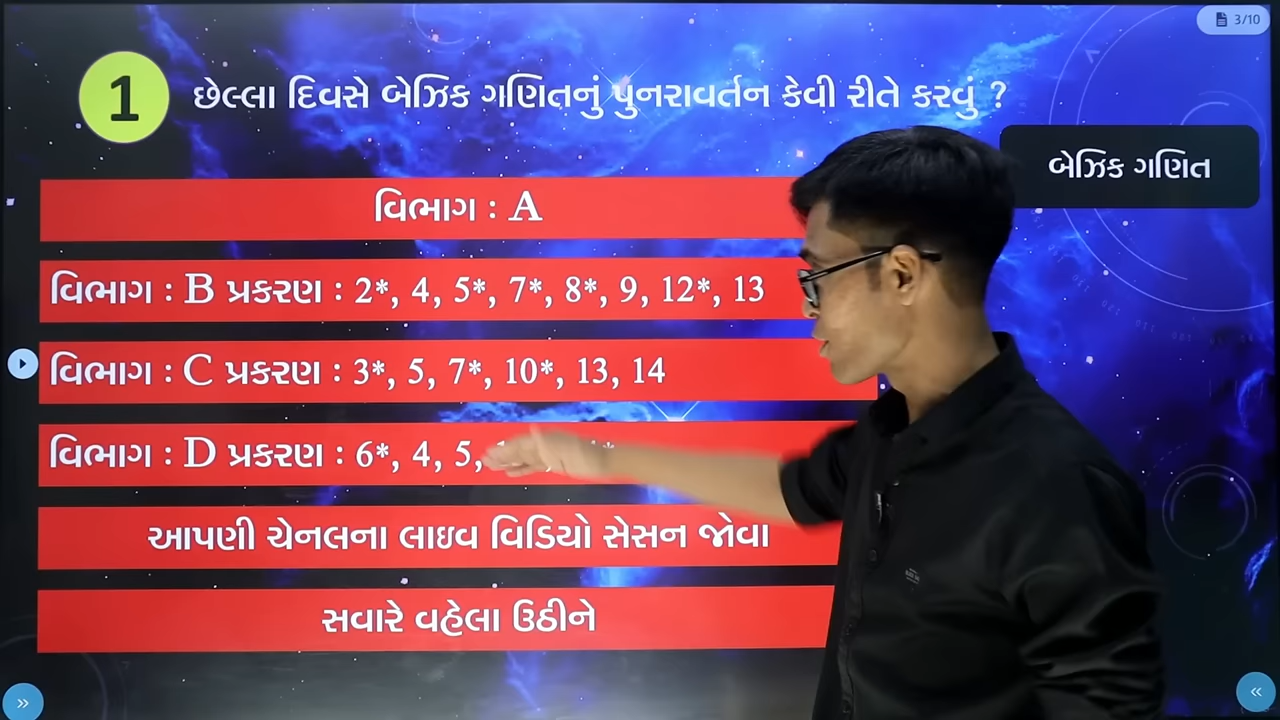 3/10
1 છેલ્લા દિવસે બેઝિક ગણિતનું પુનરાવર્તન કેવી રીતે કરવું ?
બેઝિક ગણિત
વિભાગ : A
વિભાગ : B પ્રકરણ : 2*, 4, 5*, 7*, 8*, 9, 12*, 13
વિભાગ : C પ્રકરણ : 3*, 5, 7*, 10*, 13, 14
વિભાગ : D પ્રકરણ : 6*, 4, 5,
આપણી ચેનલના લાઇવ વિડિયો સેસન જોવા
સવારે વહેલા ઉઠીને